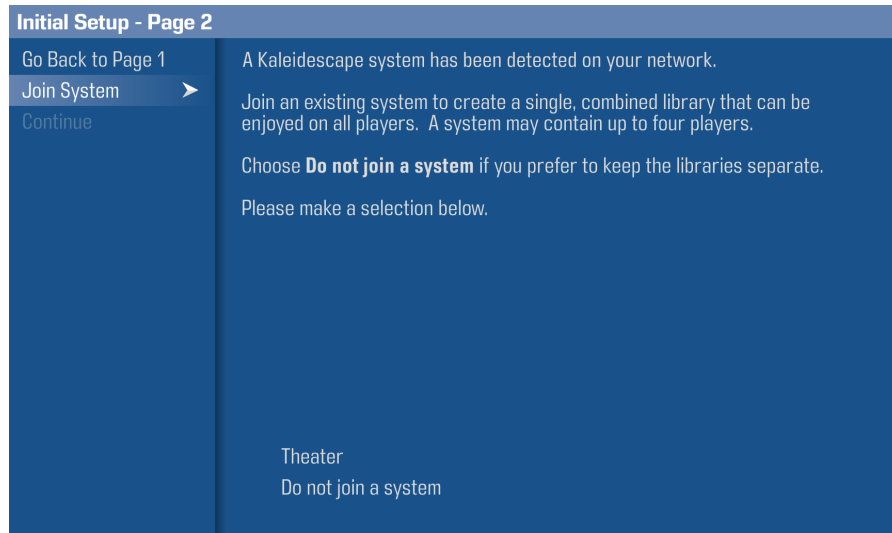 Initial Setup - Page 2
Go Back to Page 1
Join System
Continue
A Kaleidescape system has been detected on your network.
Join an existing system to create a single, combined library that can be
enjoyed on all players.  A system may contain up to four players.
Choose Do not join a system if you prefer to keep the libraries separate.
Please make a selection below.
Theater
Do not join a system